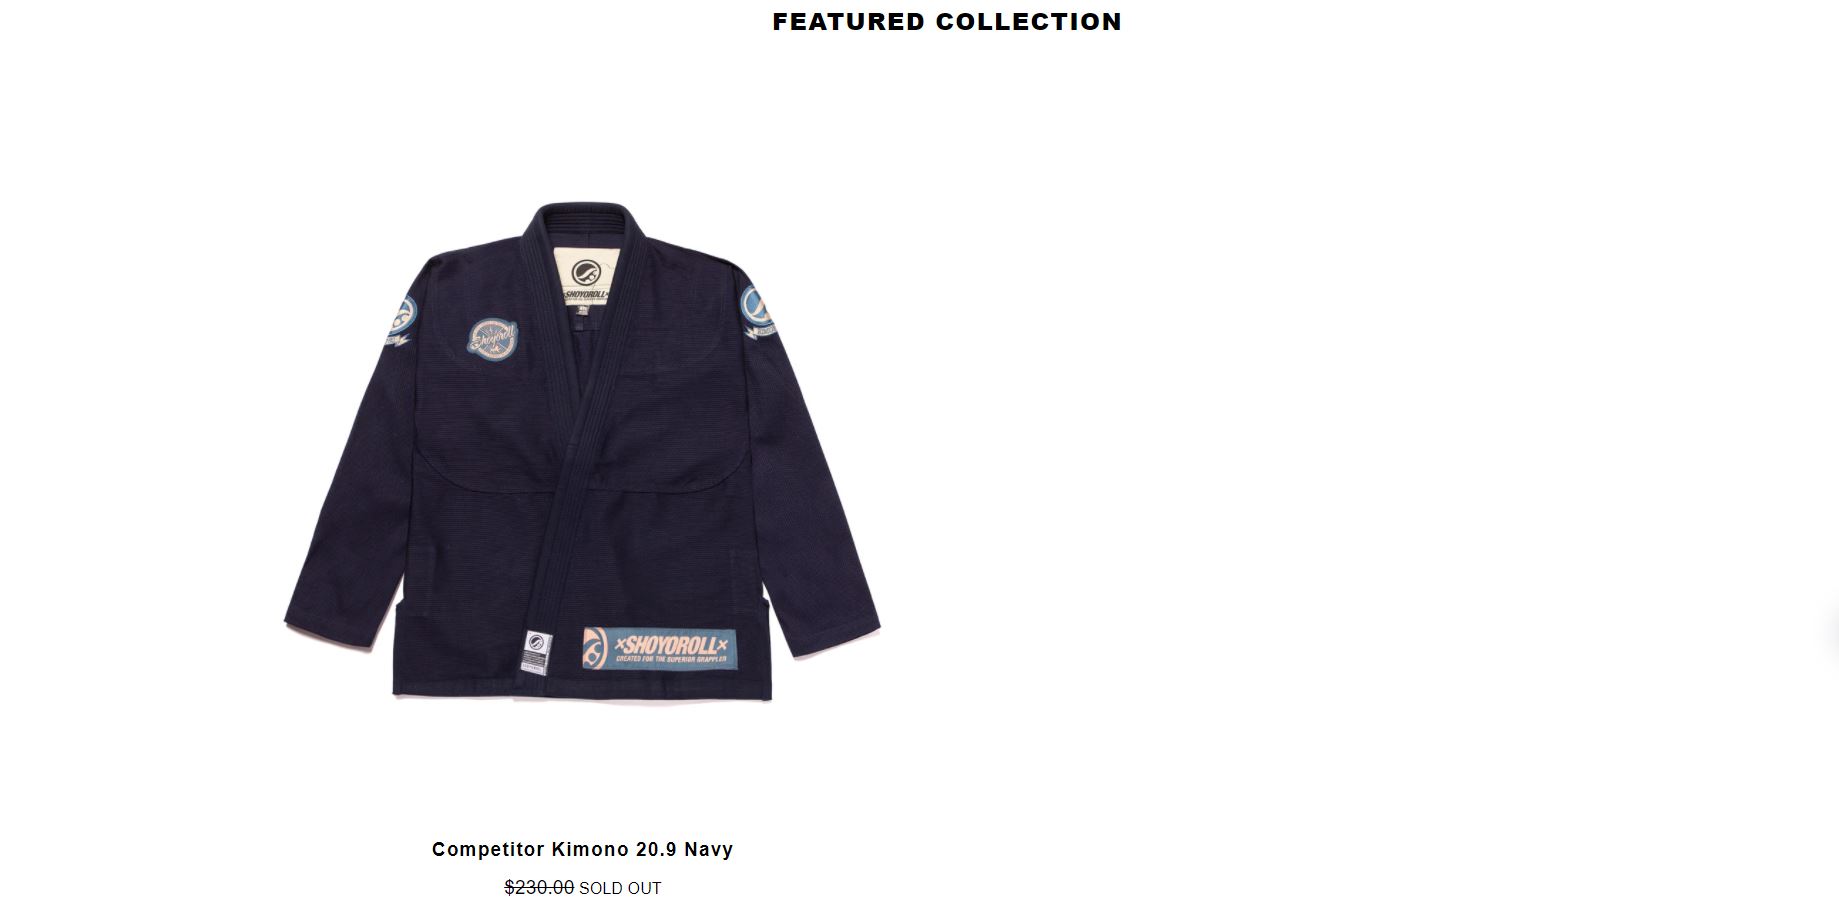 FEATURED COLLECTION
×SHOYOROLL×
Shoyoroll
×SHOYOROLL×
CREATED FOR THE SUPERIOR GRAPPLER
Competitor Kimono 20.9 Navy
$230.00 SOLD OUT